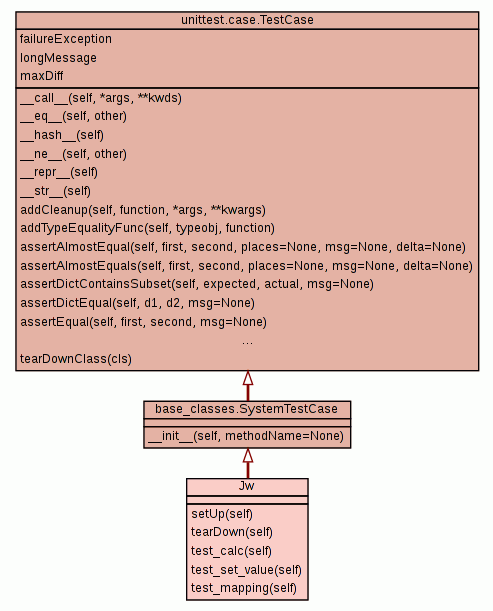 unittest.case.TestCase
failureException
longMessage
maxDiff
__call__(self, *args, **kwds)
__eq__(self, other)
__hash__(self)
__ne__(self, other)
__repr__(self)
__str__(self)
addCleanup(self, function, *args, **kwargs)
addTypeEqualityFunc(self, typeobj, function)
assertAlmostEqual(self, first, second, places=None, msg=None, delta=None)
assertAlmostEquals(self, first, second, places=None, msg=None, delta=None)
assertDictContainsSubset(self, expected, actual, msg=None)
assertDictEqual(self, d1, d2, msg=None)
assertEqual(self, first, second, msg=None)
...
tearDownClass(cls)
base_classes.SystemTestCase
__init__(self, methodName=None)
Jw
setUp(self)
tearDown(self)
test_calc(self)
test_set_value(self)
test_mapping(self)